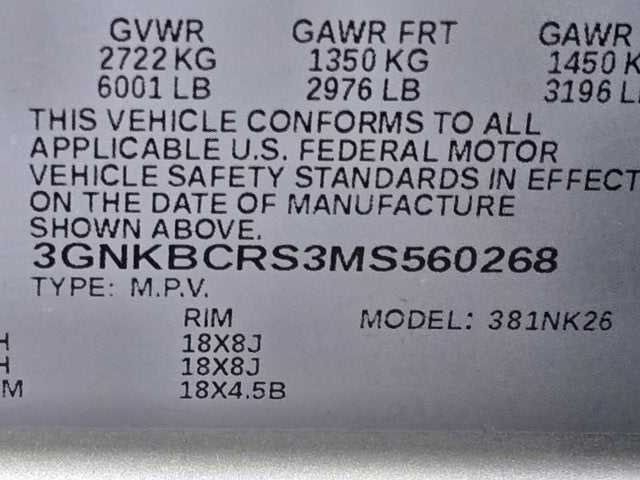 GVWR GAWR FRT GAWR
2722 KG 1350 KG 1450 K
6001 LB 2976 LB 3196 L
THIS VEHICLE CONFORMS TO ALL
APPLICABLE U.S. FEDERAL MOTOR
VEHICLE SAFETY STANDARDS IN EFFECT
ON THE DATE OF MANUFACTURE
SHOWN ABOVE.
3GNKBCRS3MS560268
TYPE: M.P.V.
RIM MODEL: 381NK26
H 18X8J
H 18X8J
M 18X4.5B